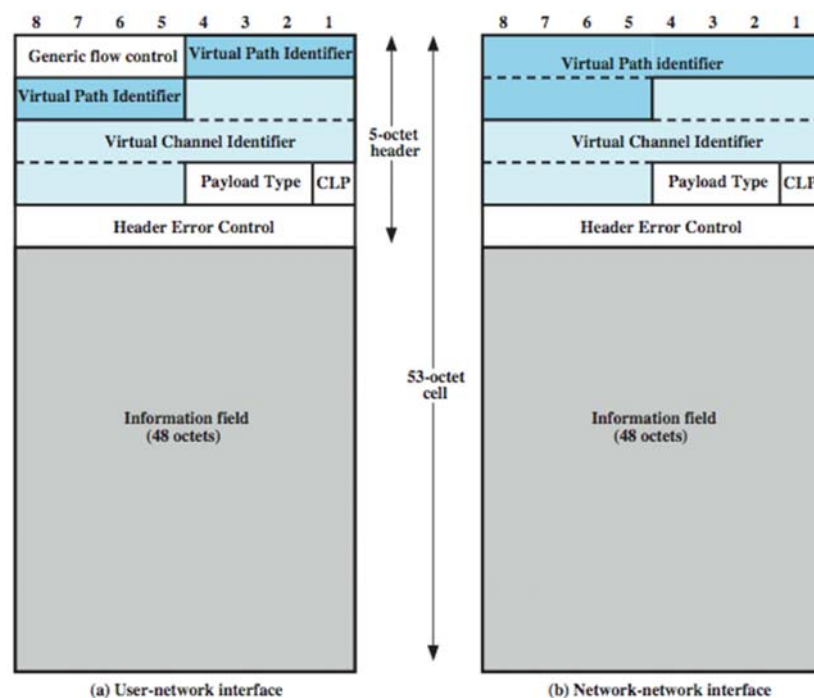 8 7 6 5 4 3 2 1
Generic flow control
Virtual Path Identifier
Virtual Path Identifier
Virtual Channel Identifier
Payload Type
CLP
Header Error Control
Information field
(48 octets)
(a) User-network interface
5-octet
header
53-octet
cell
8 7 6 5 4 3 2 1
Virtual Path identifier
Virtual Channel Identifier
Payload Type
CLP
Header Error Control
Information field
(48 octets)
(b) Network-network interface